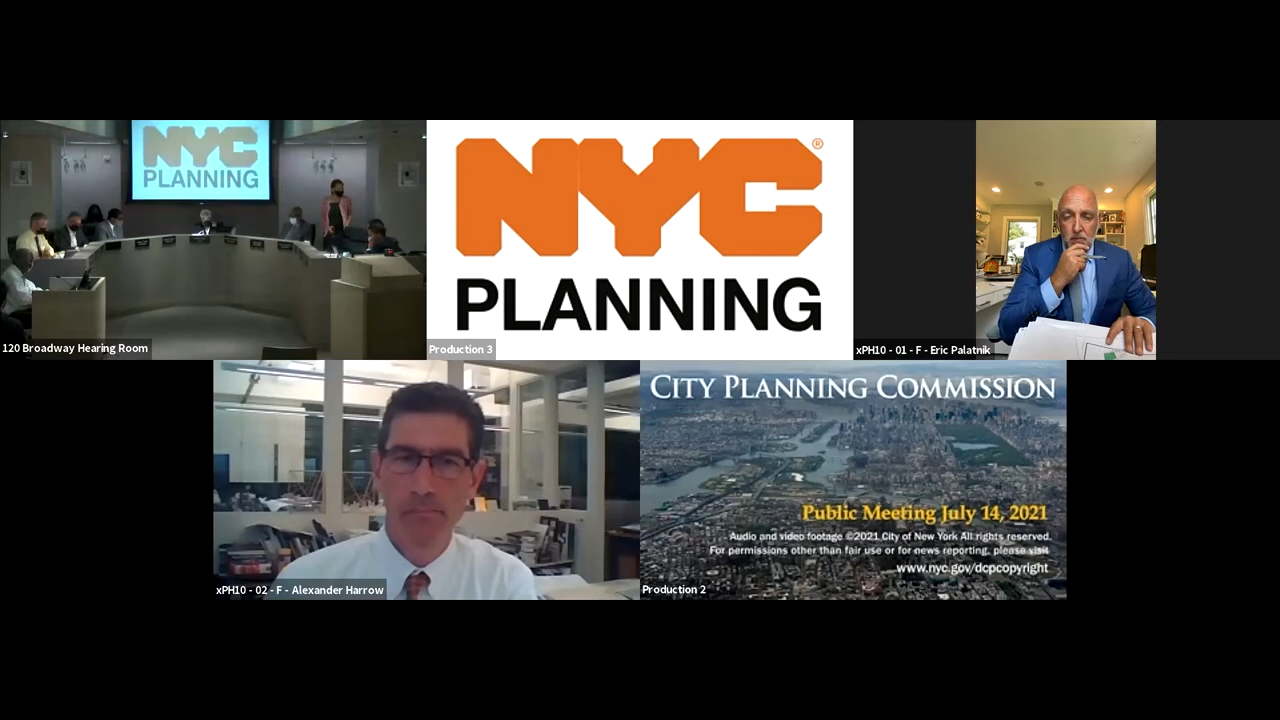 NYC
PLANNING
120 Broadway Hearing Room
NYC®
PLANNING
Production 3
xPH10 - 01 - F - Eric Palatnik
xPH10 - 02 - F - Alexander Harrow
CITY PLANNING COMMISSION
Public Meeting July 14, 2021
Audio and video footage ©2021 City of New York All rights reserved.
For permissions other than fair use or for news reporting, please visit
www.nyc.gov/dcpcopyright
Production 2